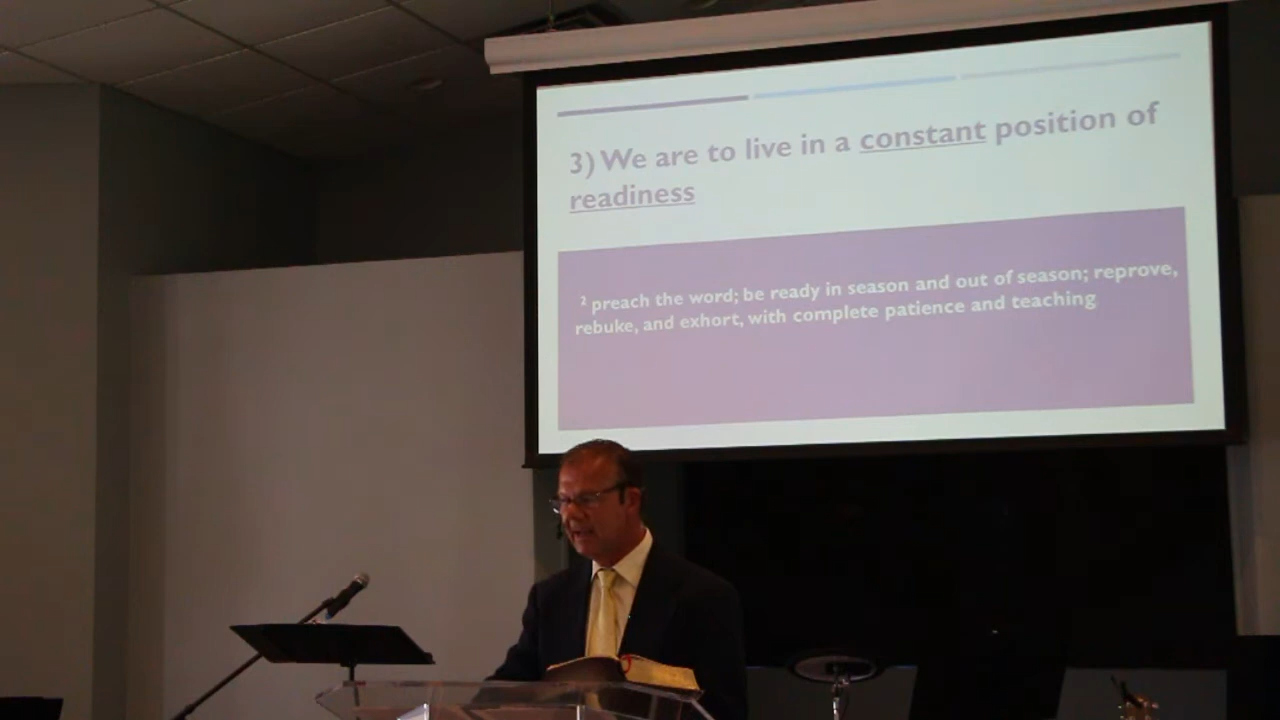 3) We are to live in a constant position of
readiness
² preach the word; be ready in season and out of season; reprove,
rebuke, and exhort, with complete patience and teaching